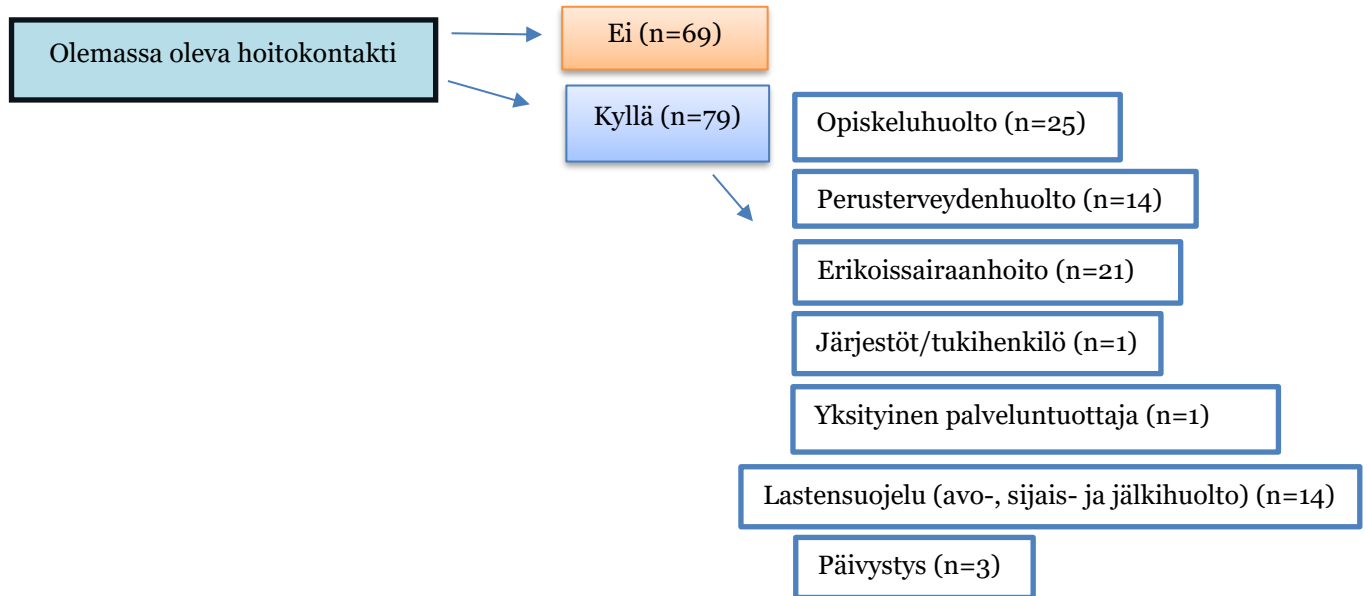 Olemassa oleva hoitokontakti
Ei (n=69)
Kyllä (n=79)
Opiskeluhuolto (n=25)
Perusterveydenhuolto (n=14)
Erikoissairaanhoito (n=21)
Järjestöt/tukihenkilö (n=1)
Yksityinen palveluntuottaja (n=1)
Lastensuojelu (avo-, sijais- ja jälkihuolto) (n=14)
Päivystys (n=3)